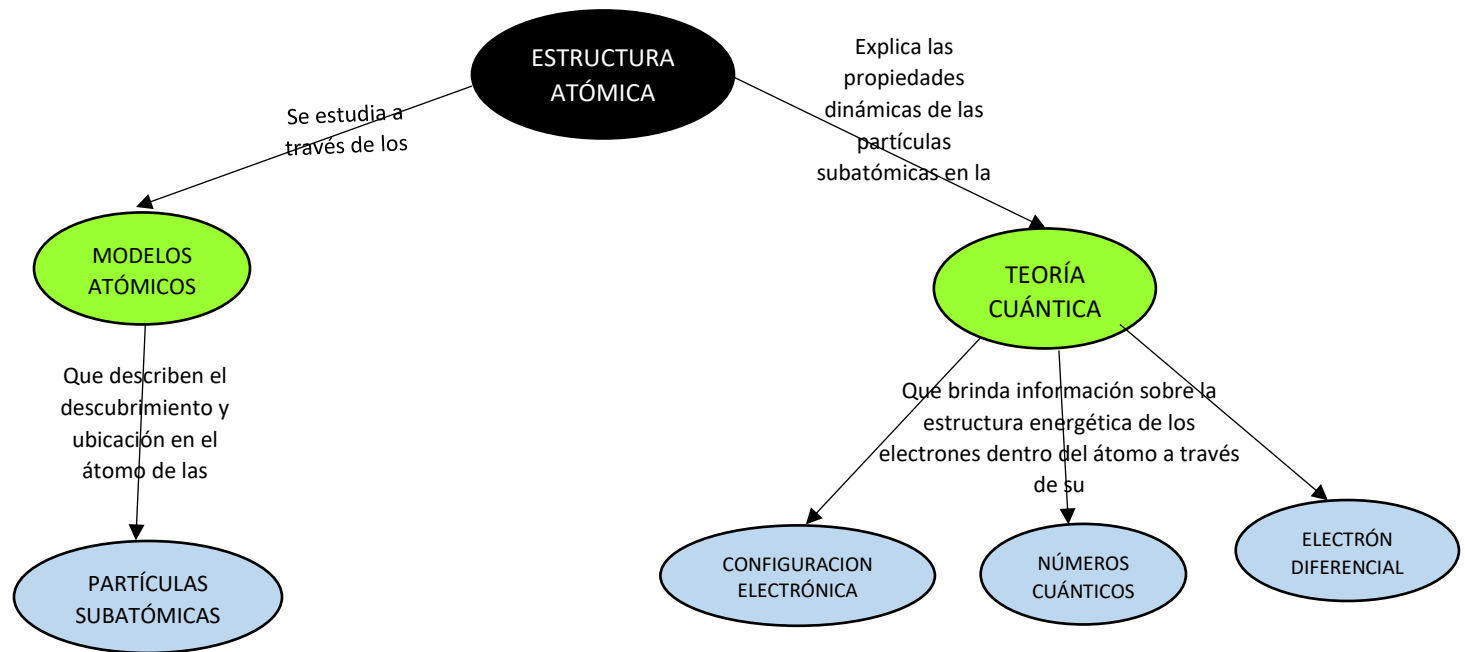 ESTRUCTURA
ATÓMICA
Se estudia a
través de los
Explica las
propiedades
dinámicas de las
partículas
subatómicas en la
MODELOS
ATÓMICOS
TEORÍA
CUÁNTICA
Que describen el
descubrimiento y
ubicación en el
átomo de las
Que brinda información sobre la
estructura energética de los
electrones dentro del átomo a través
de su
PARTÍCULAS
SUBATÓMICAS
CONFIGURACION
ELECTRÓNICA
NÚMEROS
CUÁNTICOS
ELECTRÓN
DIFERENCIAL